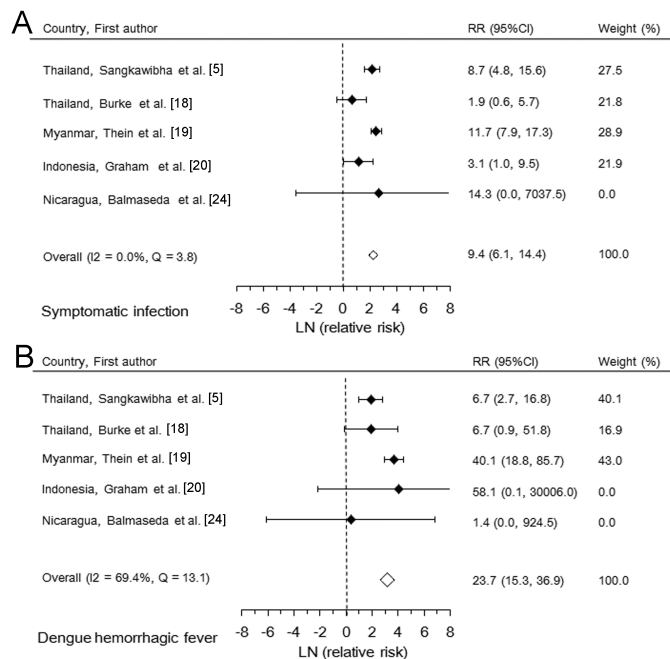 A
Country, First author RR (95%CI) Weight (%)
Thailand, Sangkawibha et al. [5] 8.7 (4.8, 15.6) 27.5
Thailand, Burke et al. [18] 1.9 (0.6, 5.7) 21.8
Myanmar, Thein et al. [19] 11.7 (7.9, 17.3) 28.9
Indonesia, Graham et al. [20] 3.1 (1.0, 9.5) 21.9
Nicaragua, Balmaseda et al. [24] 14.3 (0.0, 7037.5) 0.0
Overall (I2 = 0.0%, Q = 3.8) 9.4 (6.1, 14.4) 100.0
-8 -6 -4 -2 0 2 4 6 8
Symptomatic infection
LN (relative risk)
B
Country, First author RR (95%CI) Weight (%)
Thailand, Sangkawibha et al. [5] 6.7 (2.7, 16.8) 40.1
Thailand, Burke et al. [18] 6.7 (0.9, 51.8) 16.9
Myanmar, Thein et al. [19] 40.1 (18.8, 85.7) 43.0
Indonesia, Graham et al. [20] 58.1 (0.1, 30006.0) 0.0
Nicaragua, Balmaseda et al. [24] 1.4 (0.0, 924.5) 0.0
Overall (I2 = 69.4%, Q = 13.1) 23.7 (15.3, 36.9) 100.0
-8 -6 -4 -2 0 2 4 6 8
Dengue hemorrhagic fever
LN (relative risk)